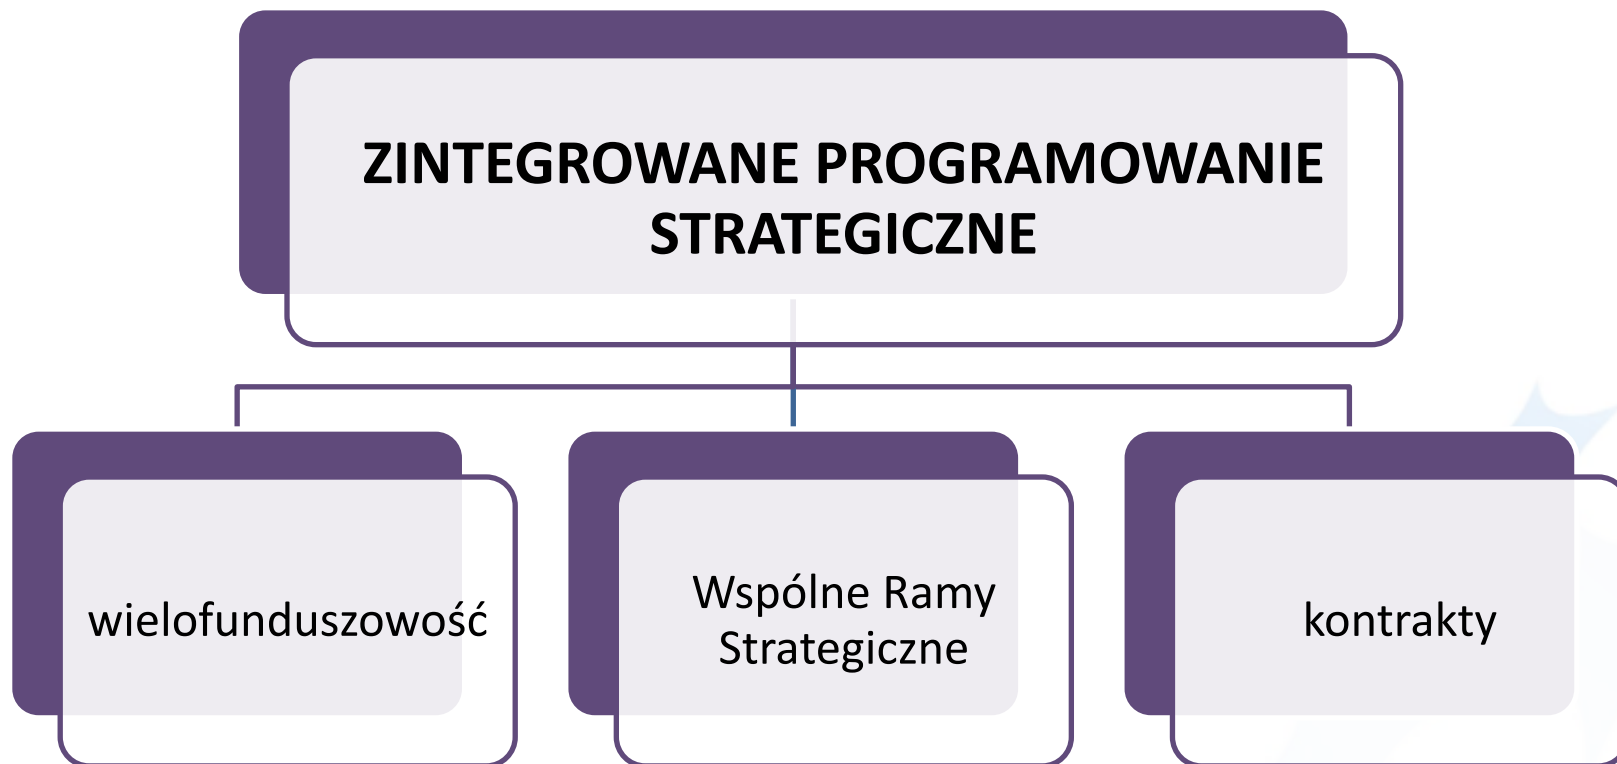 ZINTEGROWANE PROGRAMOWANIE
STRATEGICZNE
wielofunduszowość
Wspólne Ramy
Strategiczne
kontrakty